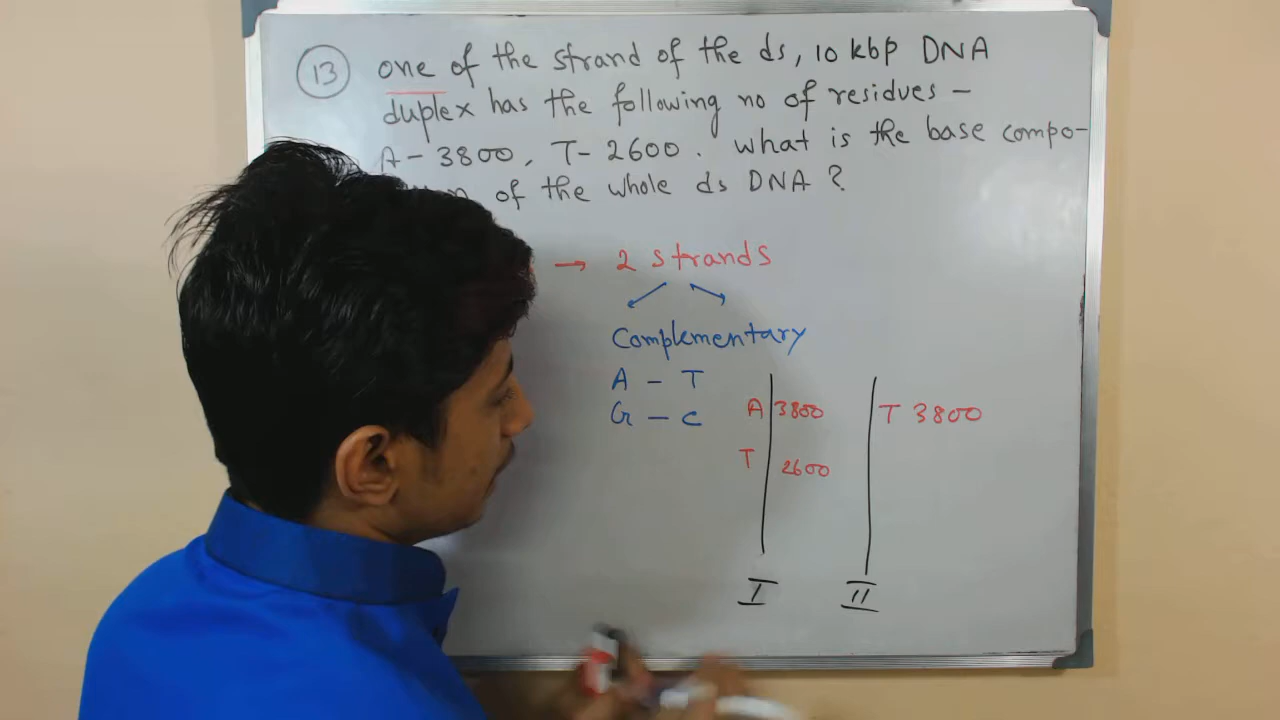 13 one of the strand of the ds, 10 kbp DNA
duplex has the following no of residues -
A - 3800, T- 2600. What is the base compo-
of the whole ds DNA ?
→ 2 strands
Complementary
A - T
G - C
A 3800 T 3800
T 2600
I II